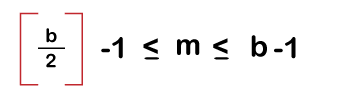 [b/2] -1 ≤ m ≤ b-1